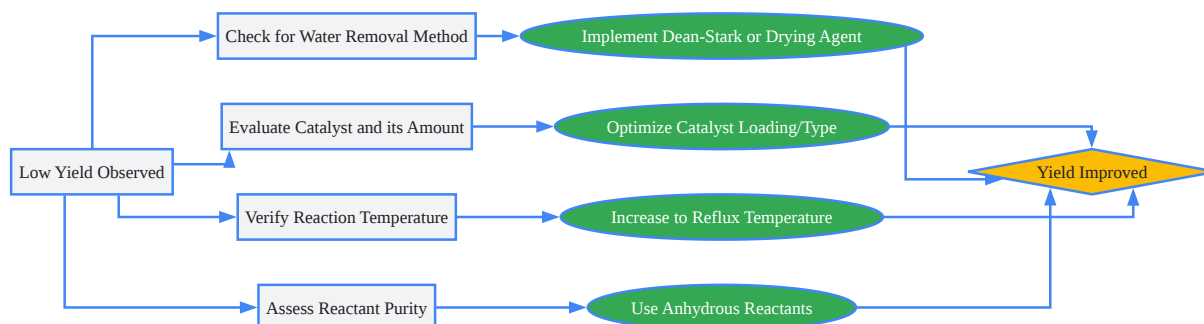 Check for Water Removal Method
Implement Dean-Stark or Drying Agent
Evaluate Catalyst and its Amount
Optimize Catalyst Loading/Type
Low Yield Observed
Yield Improved
Verify Reaction Temperature
Increase to Reflux Temperature
Assess Reactant Purity
Use Anhydrous Reactants